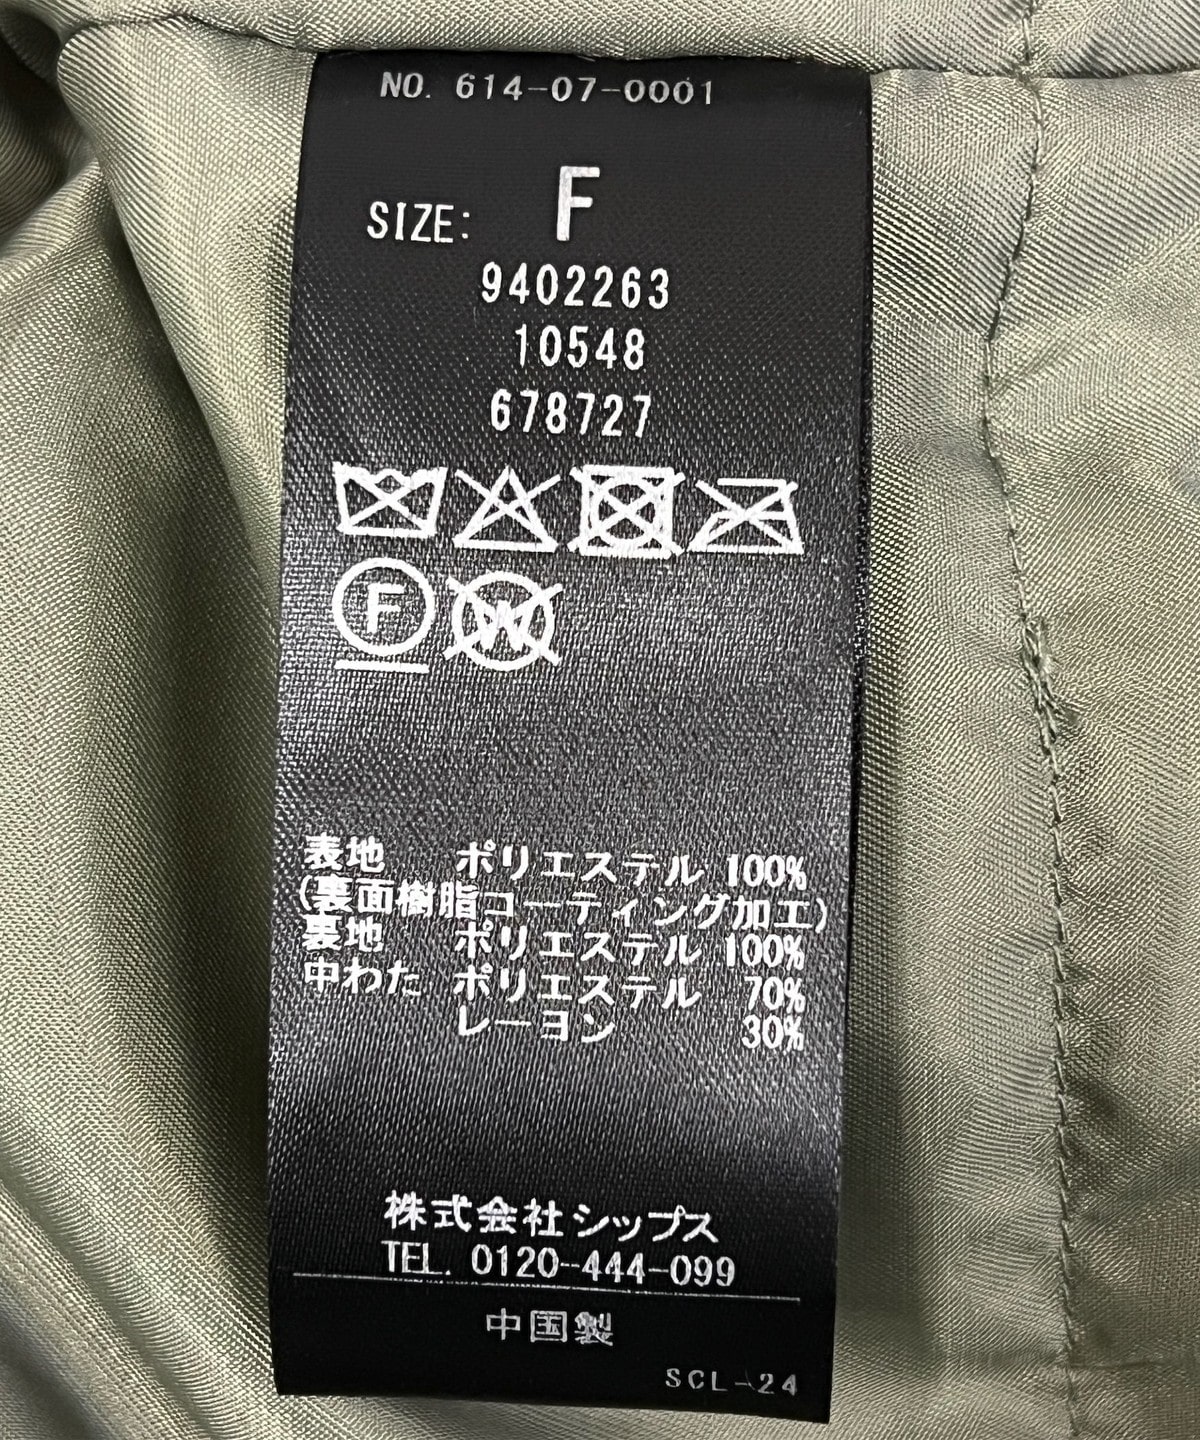 NO. 614-07-0001
SIZE: F
9402263
10548
678727
F W
表地 ポリエステル 100%
(裏面樹脂コーティング加工)
裏地 ポリエステル 100%
中わた ポリエステル 70%
レーヨン 30%
株式会社シップス
TEL. 0120-444-099
中国製
SCL-24